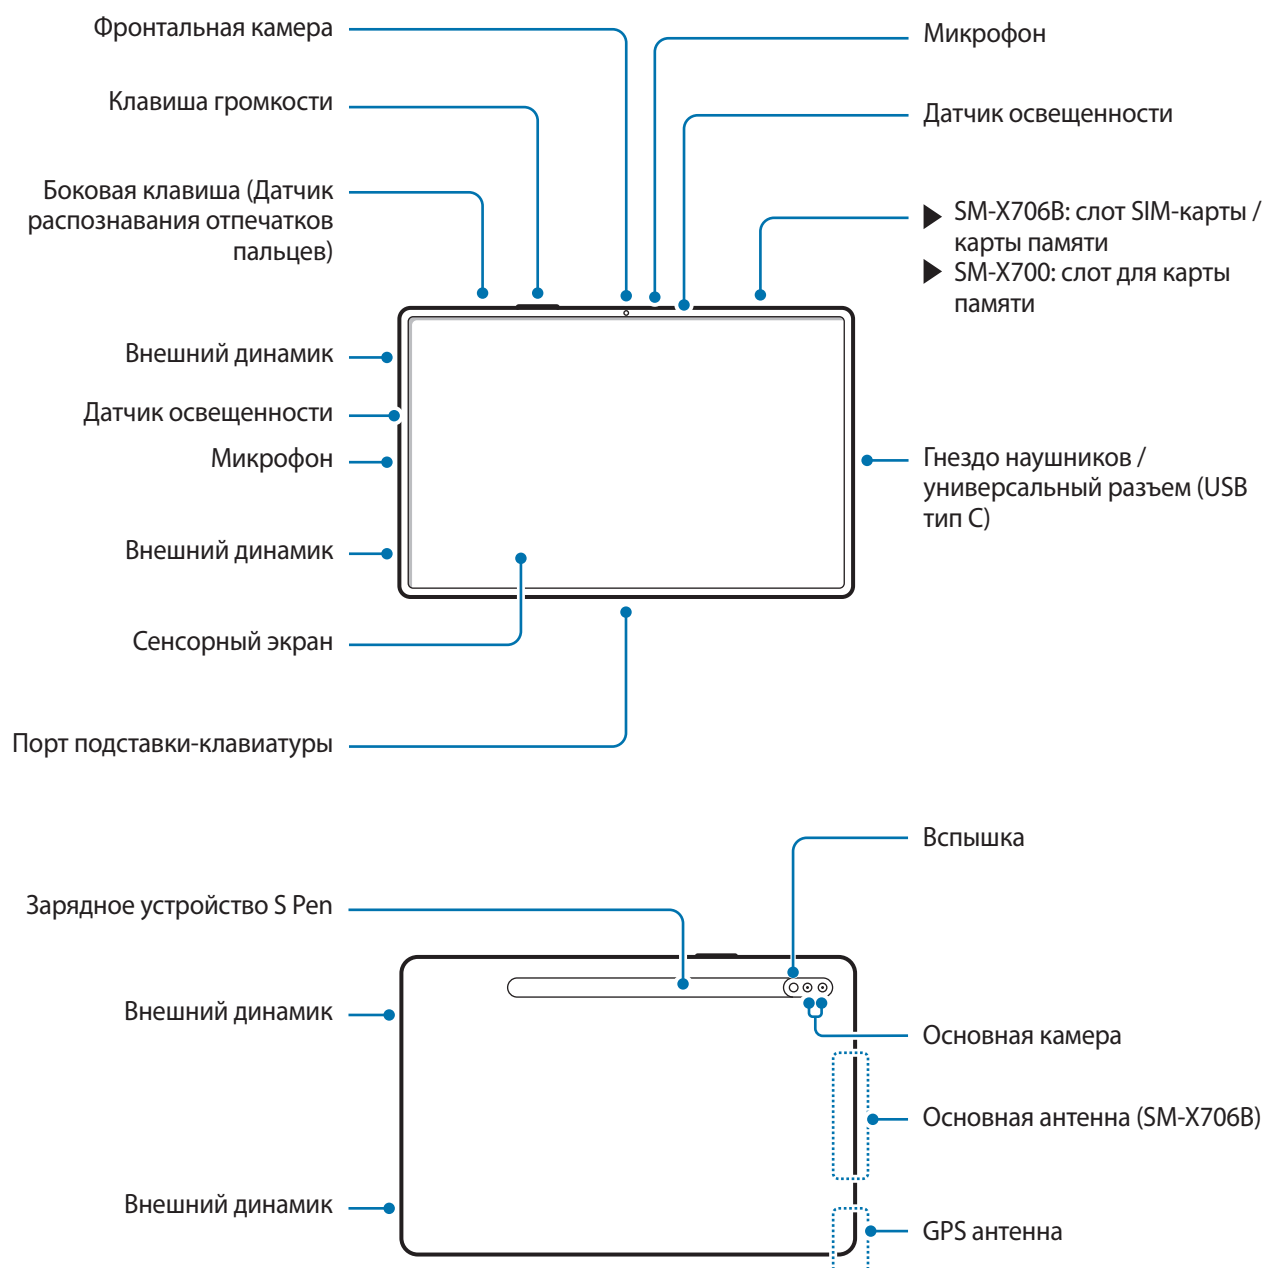 Фронтальная камера
Клавиша громкости
Боковая клавиша (Датчик
распознавания отпечатков
пальцев)
Внешний динамик
Датчик освещенности
Микрофон
Внешний динамик
Сенсорный экран
Порт подставки-клавиатуры
Микрофон
Датчик освещенности
▶ SM-X706B: слот SIM-карты /
карты памяти
▶ SM-X700: слот для карты
памяти
Гнездо наушников /
универсальный разъем (USB
тип C)
Зарядное устройство S Pen
Внешний динамик
Внешний динамик
Вспышка
Основная камера
Основная антенна (SM-X706B)
GPS антенна